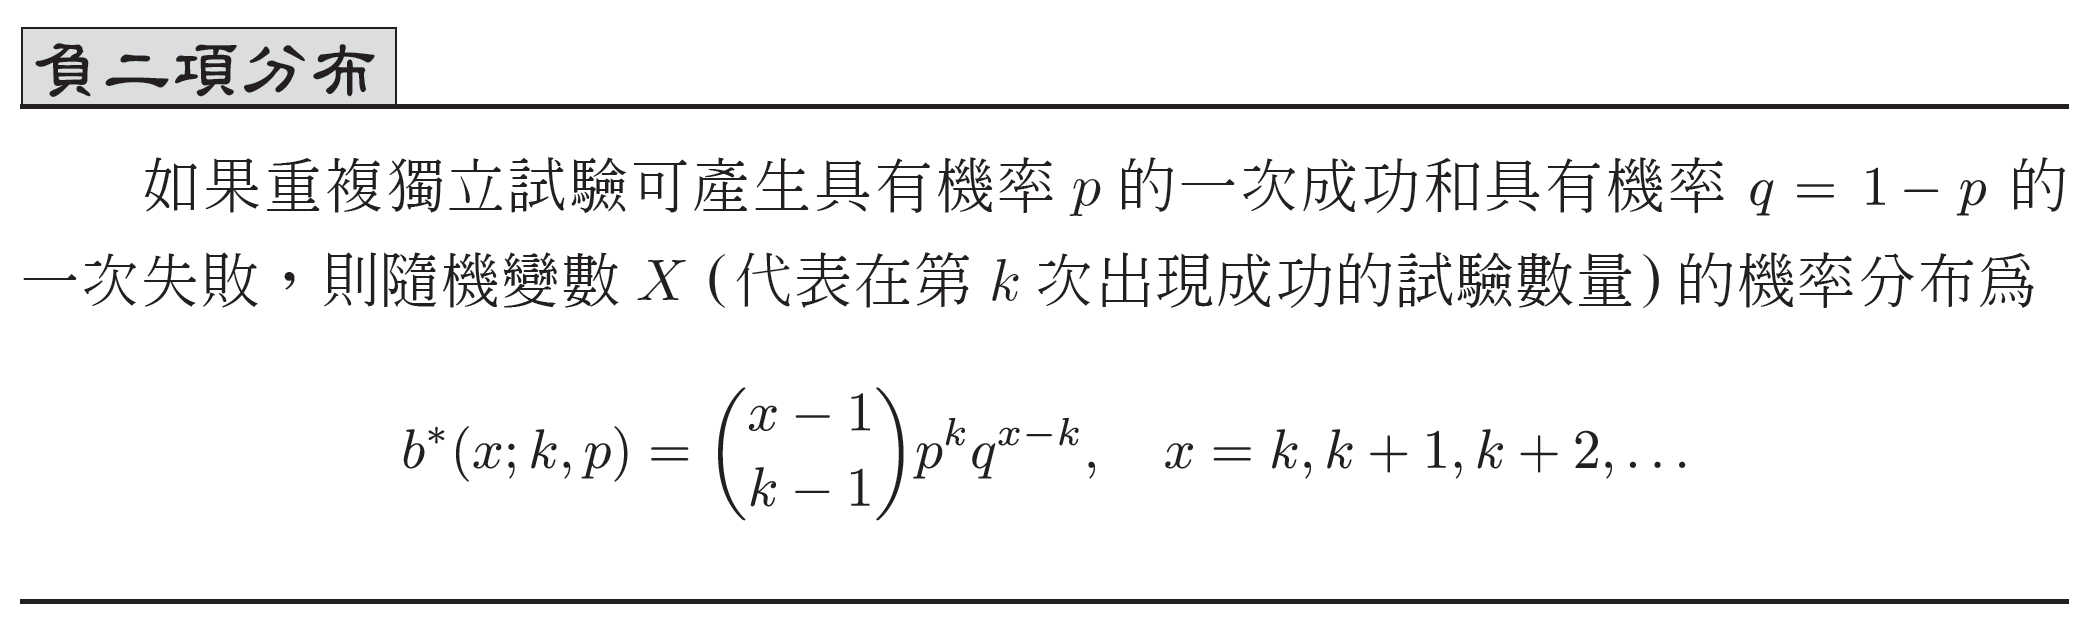 負二項分布
如果重複獨立試驗可產生具有機率 p 的一次成功和具有機率 q = 1 − p 的
一次失敗，則隨機變數 X (代表在第 k 次出現成功的試驗數量) 的機率分布爲
b*(x; k, p) = \binom{x − 1}{k − 1} p^k q^{x−k},  x = k, k + 1, k + 2, . . .